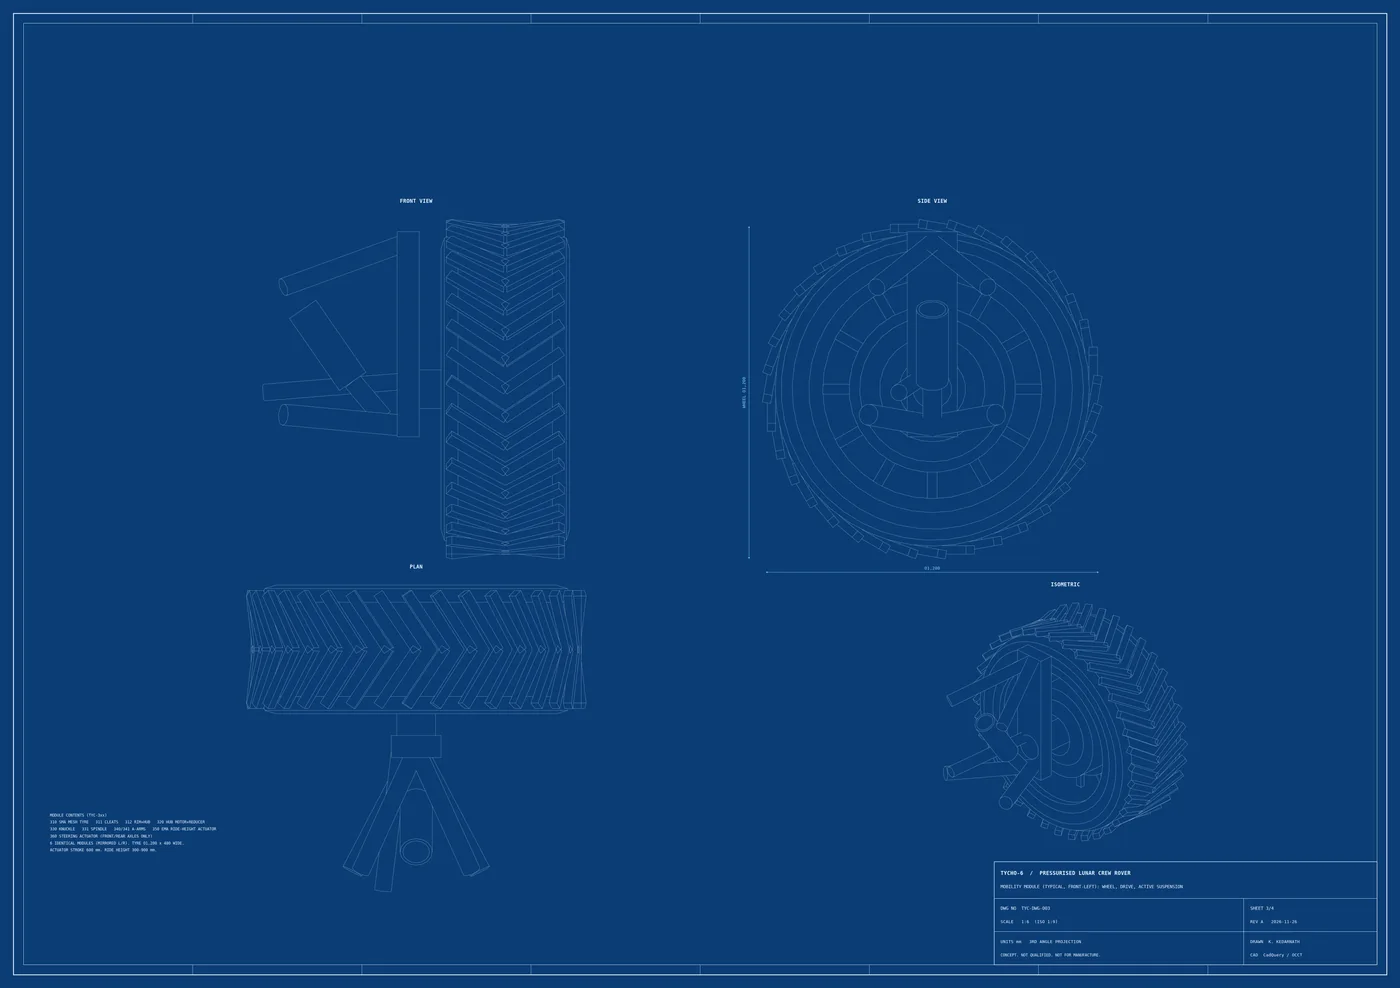 FRONT VIEW
SIDE VIEW
WHEEL Ø1,200
Ø1,200
PLAN
ISOMETRIC
MODULE CONTENTS (TYC-3xx)
310 SMA MESH TYRE 311 CLEATS 312 RIM+HUB 320 HUB MOTOR+REDUCER
330 KNUCKLE 331 SPINDLE 340/341 A-ARMS 350 EMA RIDE-HEIGHT ACTUATOR
360 STEERING ACTUATOR (FRONT/REAR AXLES ONLY)
6 IDENTICAL MODULES (MIRRORED L/R). TYRE Ø1,200 x 480 WIDE.
ACTUATOR STROKE 600 mm. RIDE HEIGHT 300-900 mm.
TYCHO-6 / PRESSURISED LUNAR CREW ROVER
MOBILITY MODULE (TYPICAL, FRONT-LEFT): WHEEL, DRIVE, ACTIVE SUSPENSION
DWG NO TYC-DWG-003
SHEET 3/4
SCALE 1:6 (ISO 1:9)
REV A 2026-11-26
UNITS mm 3RD ANGLE PROJECTION
DRAWN K. KEDARNATH
CONCEPT. NOT QUALIFIED. NOT FOR MANUFACTURE.
CAD CadQuery / OCCT